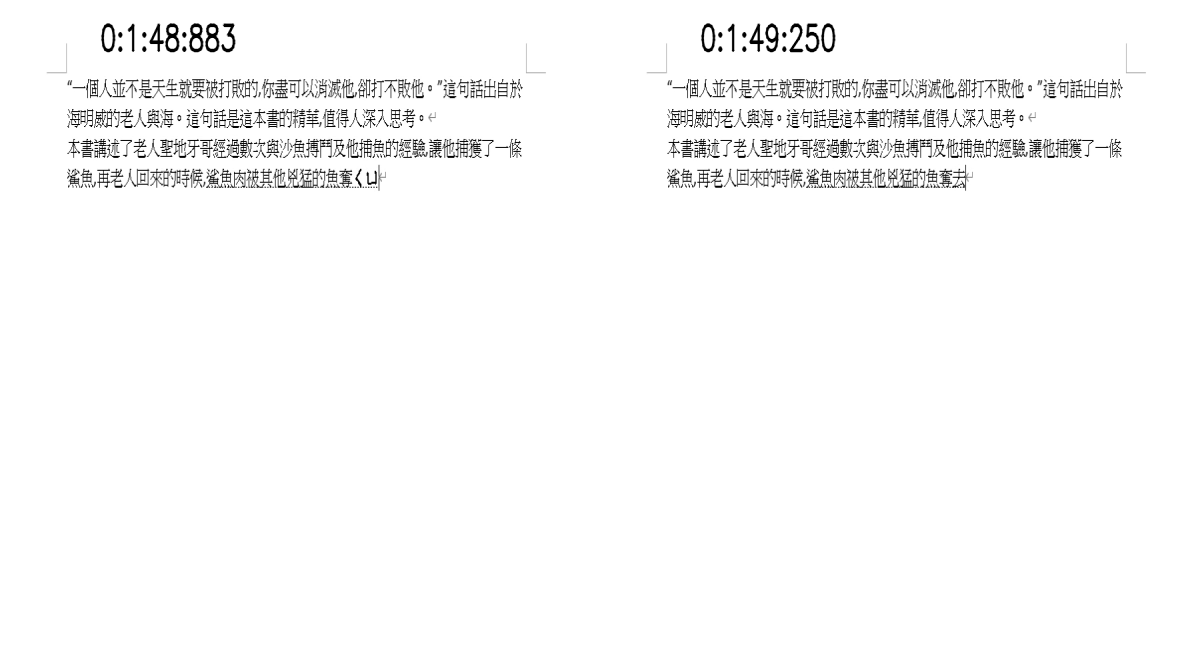 0:1:48:883
“一個人並不是天生就要被打敗的,你盡可以消滅他,卻打不敗他。”這句話出自於
海明威的老人與海。這句話是這本書的精華,值得人深入思考。
本書講述了老人聖地牙哥經過數次與沙魚搏鬥及他捕魚的經驗,讓他捕獲了一條
鯊魚,再老人回來的時候,鯊魚肉被其他兇猛的魚奪ㄑㄩ
0:1:49:250
“一個人並不是天生就要被打敗的,你盡可以消滅他,卻打不敗他。”這句話出自於
海明威的老人與海。這句話是這本書的精華,值得人深入思考。
本書講述了老人聖地牙哥經過數次與沙魚搏鬥及他捕魚的經驗,讓他捕獲了一條
鯊魚,再老人回來的時候,鯊魚肉被其他兇猛的魚奪去